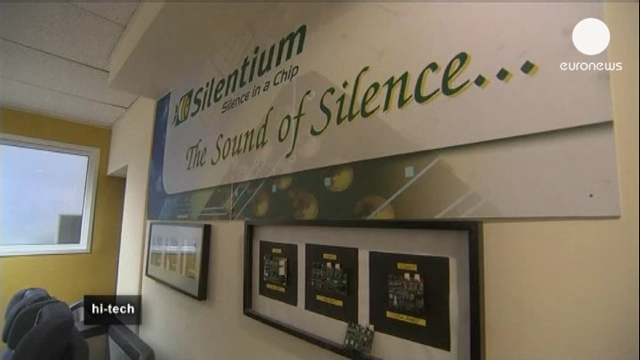 Silentium
Silence in a Chip
The Sound of Silence...
euronews
hi-tech